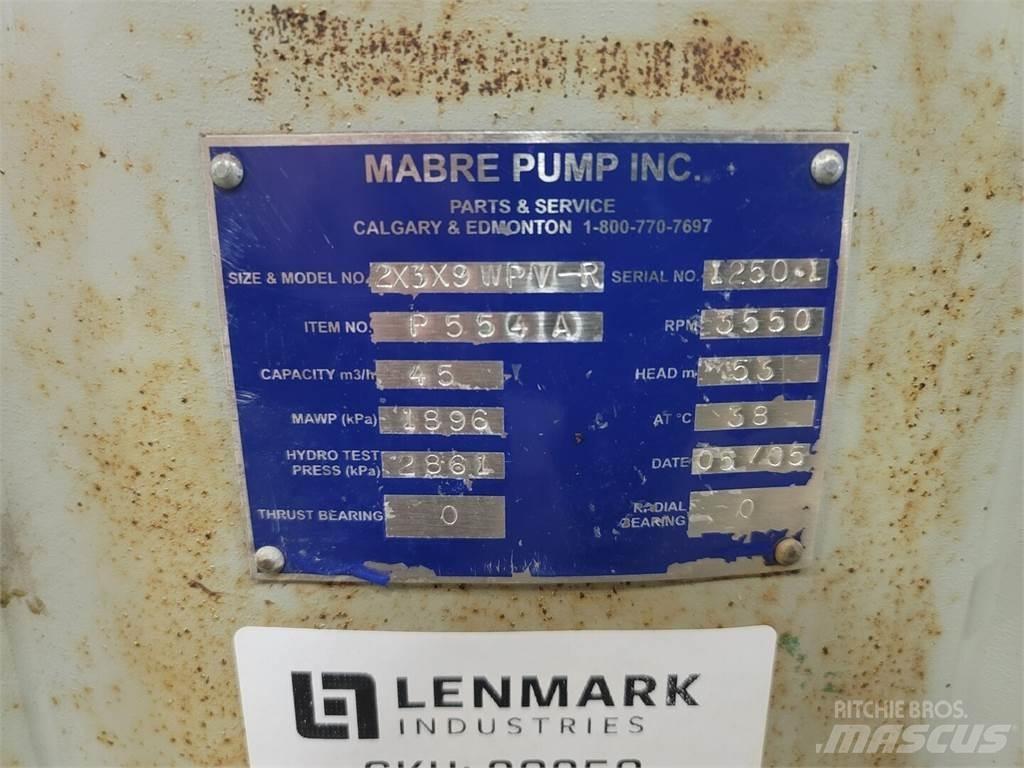 MABRE PUMP INC.
PARTS & SERVICE
CALGARY & EDMONTON 1-800-770-7697
SIZE & MODEL NO. 2X3X9 WPV-R SERIAL NO. 1250-1
ITEM NO. P554A RPM 3550
CAPACITY m3/h 45 HEAD m 53
MAWP (kPa) 1896 AT °C 38
HYDRO TEST
PRESS (kPa) 2861 DATE 05/05
THRUST BEARING 0 RADIAL
BEARING 0
LENMARK
INDUSTRIES
SKU:
RITCHIE BROS.
MASCUS